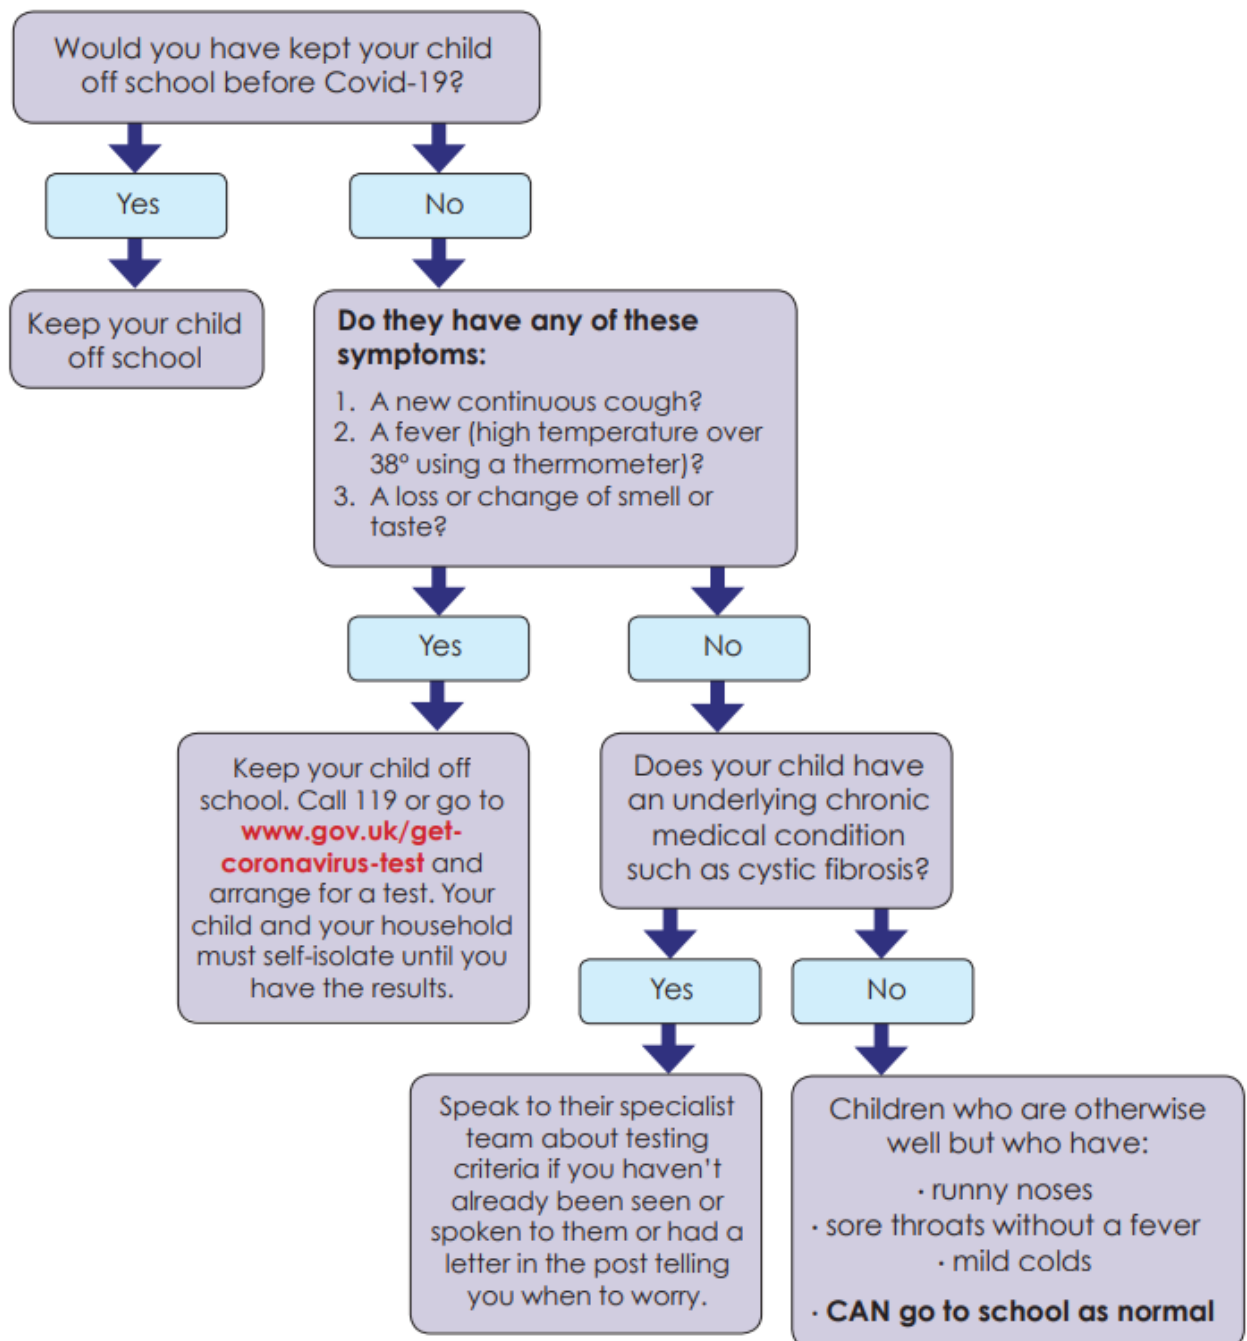 Would you have kept your child
off school before Covid-19?
Yes
No
Keep your child
off school
Do they have any of these
symptoms:
1. A new continuous cough?
2. A fever (high temperature over
38º using a thermometer)?
3. A loss or change of smell or
taste?
Yes
No
Keep your child off
school. Call 119 or go to
www.gov.uk/get-
coronavirus-test and
arrange for a test. Your
child and your household
must self-isolate until you
have the results.
Does your child have
an underlying chronic
medical condition
such as cystic fibrosis?
Yes
No
Speak to their specialist
team about testing
criteria if you haven’t
already been seen or
spoken to them or had a
letter in the post telling
you when to worry.
Children who are otherwise
well but who have:
· runny noses
· sore throats without a fever
· mild colds
· CAN go to school as normal